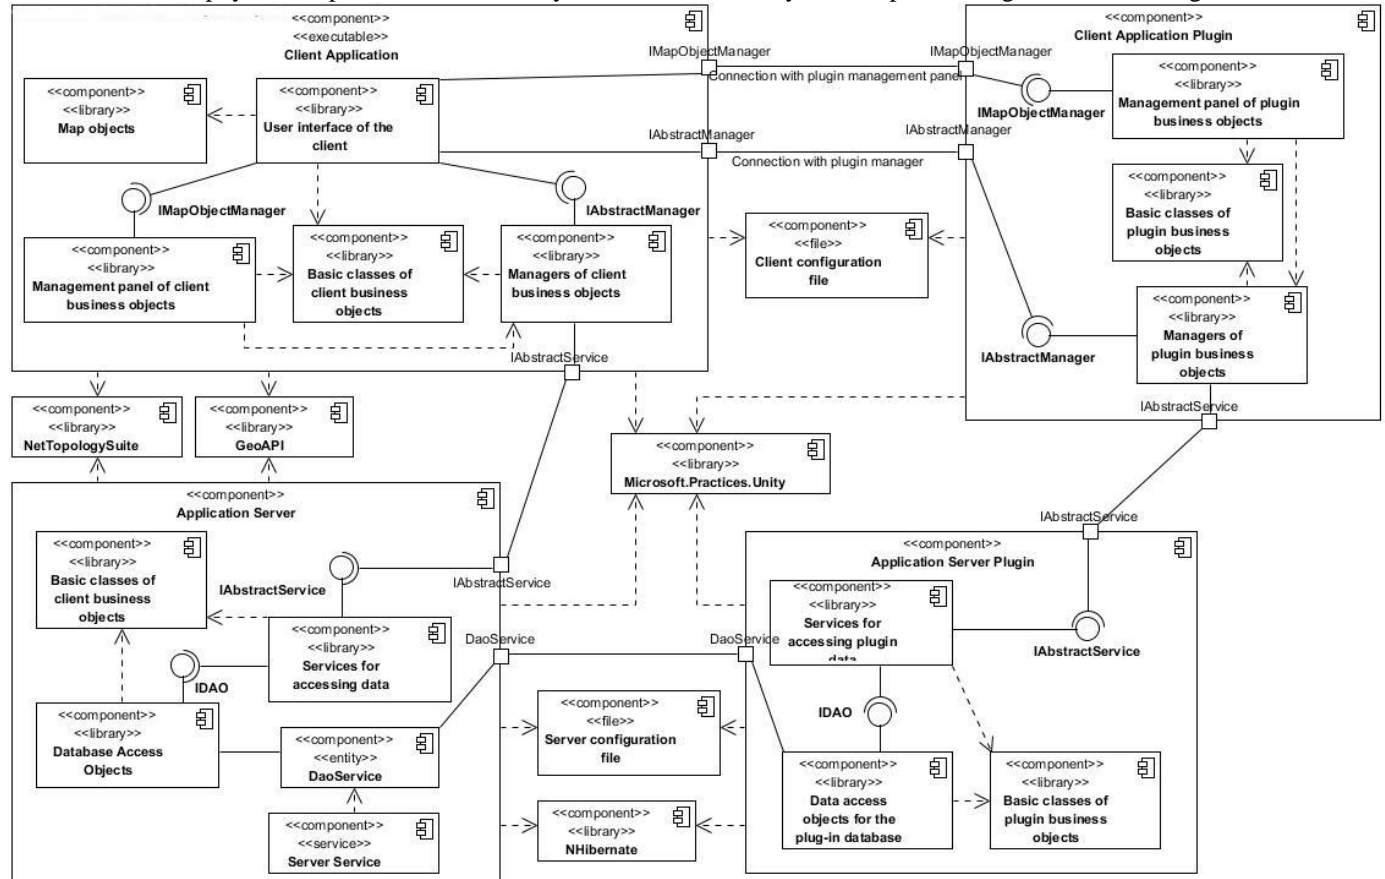 <<component>>
<<executable>>
Client Application
<<component>>
<<library>>
Map objects
<<component>>
<<library>>
User interface of the
client
IMapObjectManager
IAbstractManager
<<component>>
<<library>>
Management panel of client
business objects
<<component>>
<<library>>
Basic classes of
client business
objects
<<component>>
<<library>>
Managers of client
business objects
IMapObjectManager
IMapObjectManager
Connection with plugin management panel
IAbstractManager
IAbstractManager
Connection with plugin manager
<<component>>
<<file>>
Client configuration
file
<<component>>
Client Application Plugin
<<component>>
<<library>>
Management panel of plugin
business objects
IMapObjectManager
<<component>>
<<library>>
Basic classes of
plugin business
objects
<<component>>
<<library>>
Managers of
plugin business
objects
IAbstractManager
IAbstractService
IAbstractService
<<component>>
<<library>>
NetTopologySuite
<<component>>
<<library>>
GeoAPI
<<component>>
<<library>>
Microsoft.Practices.Unity
<<component>>
Application Server
<<component>>
<<library>>
Basic classes of
client business
objects
IAbstractService
IAbstractService
<<component>>
<<library>>
Services for
accessing data
IDAO
<<component>>
<<library>>
Database Access
Objects
<<component>>
<<entity>>
DaoService
<<component>>
<<service>>
Server Service
DaoService
DaoService
<<component>>
<<file>>
Server configuration
file
<<component>>
<<library>>
NHibernate
IAbstractService
<<component>>
Application Server Plugin
<<component>>
<<library>>
Services for
accessing plugin
data
IAbstractService
IDAO
<<component>>
<<library>>
Data access
objects for the
plug-in database
<<component>>
<<library>>
Basic classes of
plugin business
objects